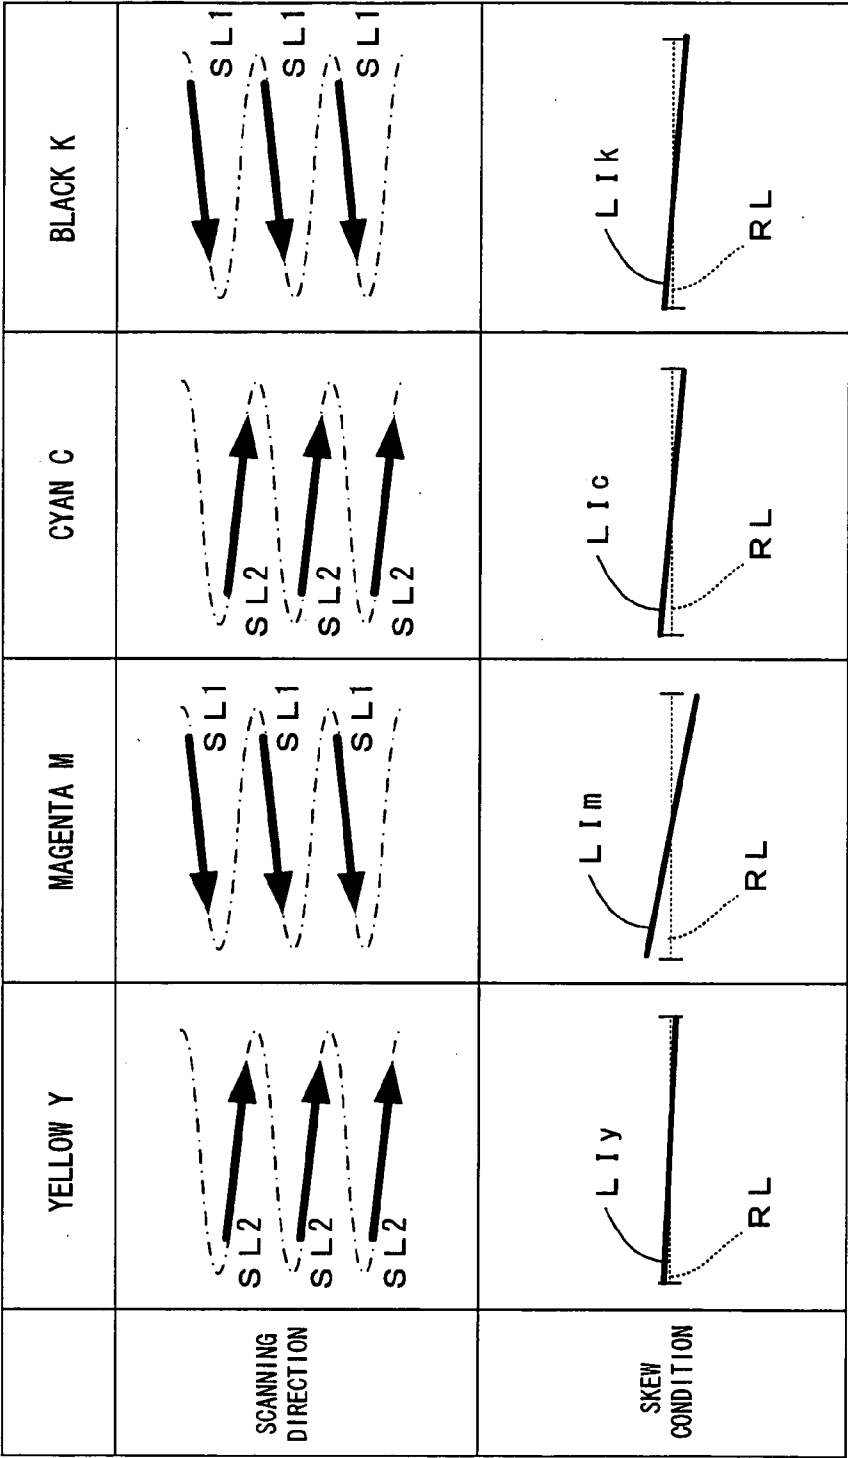 YELLOW Y
MAGENTA M
CYAN C
BLACK K
SCANNING
DIRECTION
SL2
SL2
SL2
SL1
SL1
SL1
SL2
SL2
SL2
SL1
SL1
SL1
SKEW
CONDITION
LIy
RL
LIm
RL
LIc
RL
LIk
RL